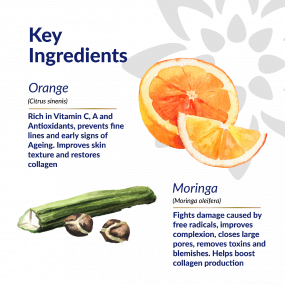 Key
Ingredients
Orange
(Citrus sinenis)
Rich in Vitamin C, A and
Antioxidants, prevents fine
lines and early signs of
Ageing. Improves skin
texture and restores
collagen
Moringa
(Moringa oleifera)
Fights damage caused by
free radicals, improves
complexion, closes large
pores, removes toxins and
blemishes. Helps boost
collagen production